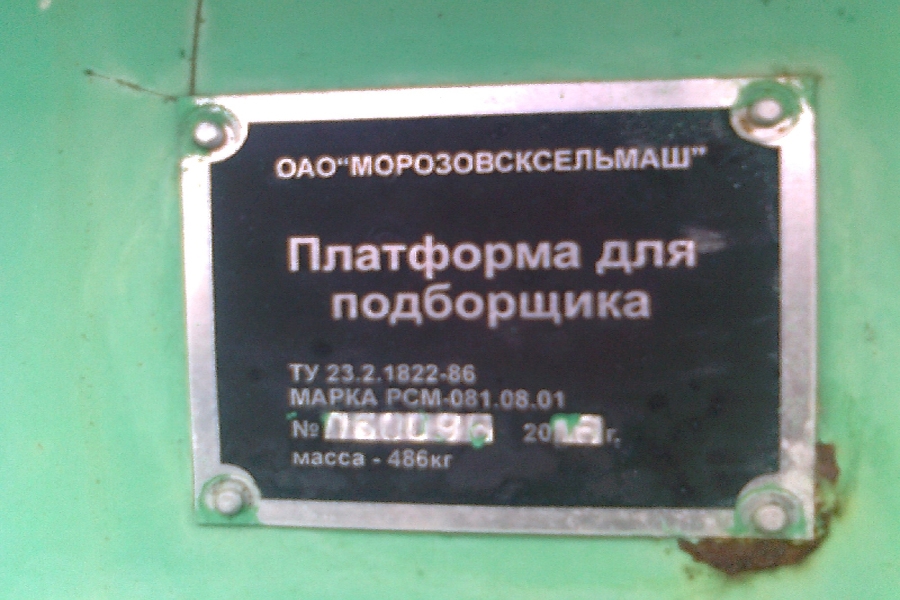 ОАО“МОРОЗОВСКСЕЛЬМАШ”
Платформа для
подборщика
ТУ 23.2.1822-86
МАРКА РСМ-081.08.01
№
масса - 486кг